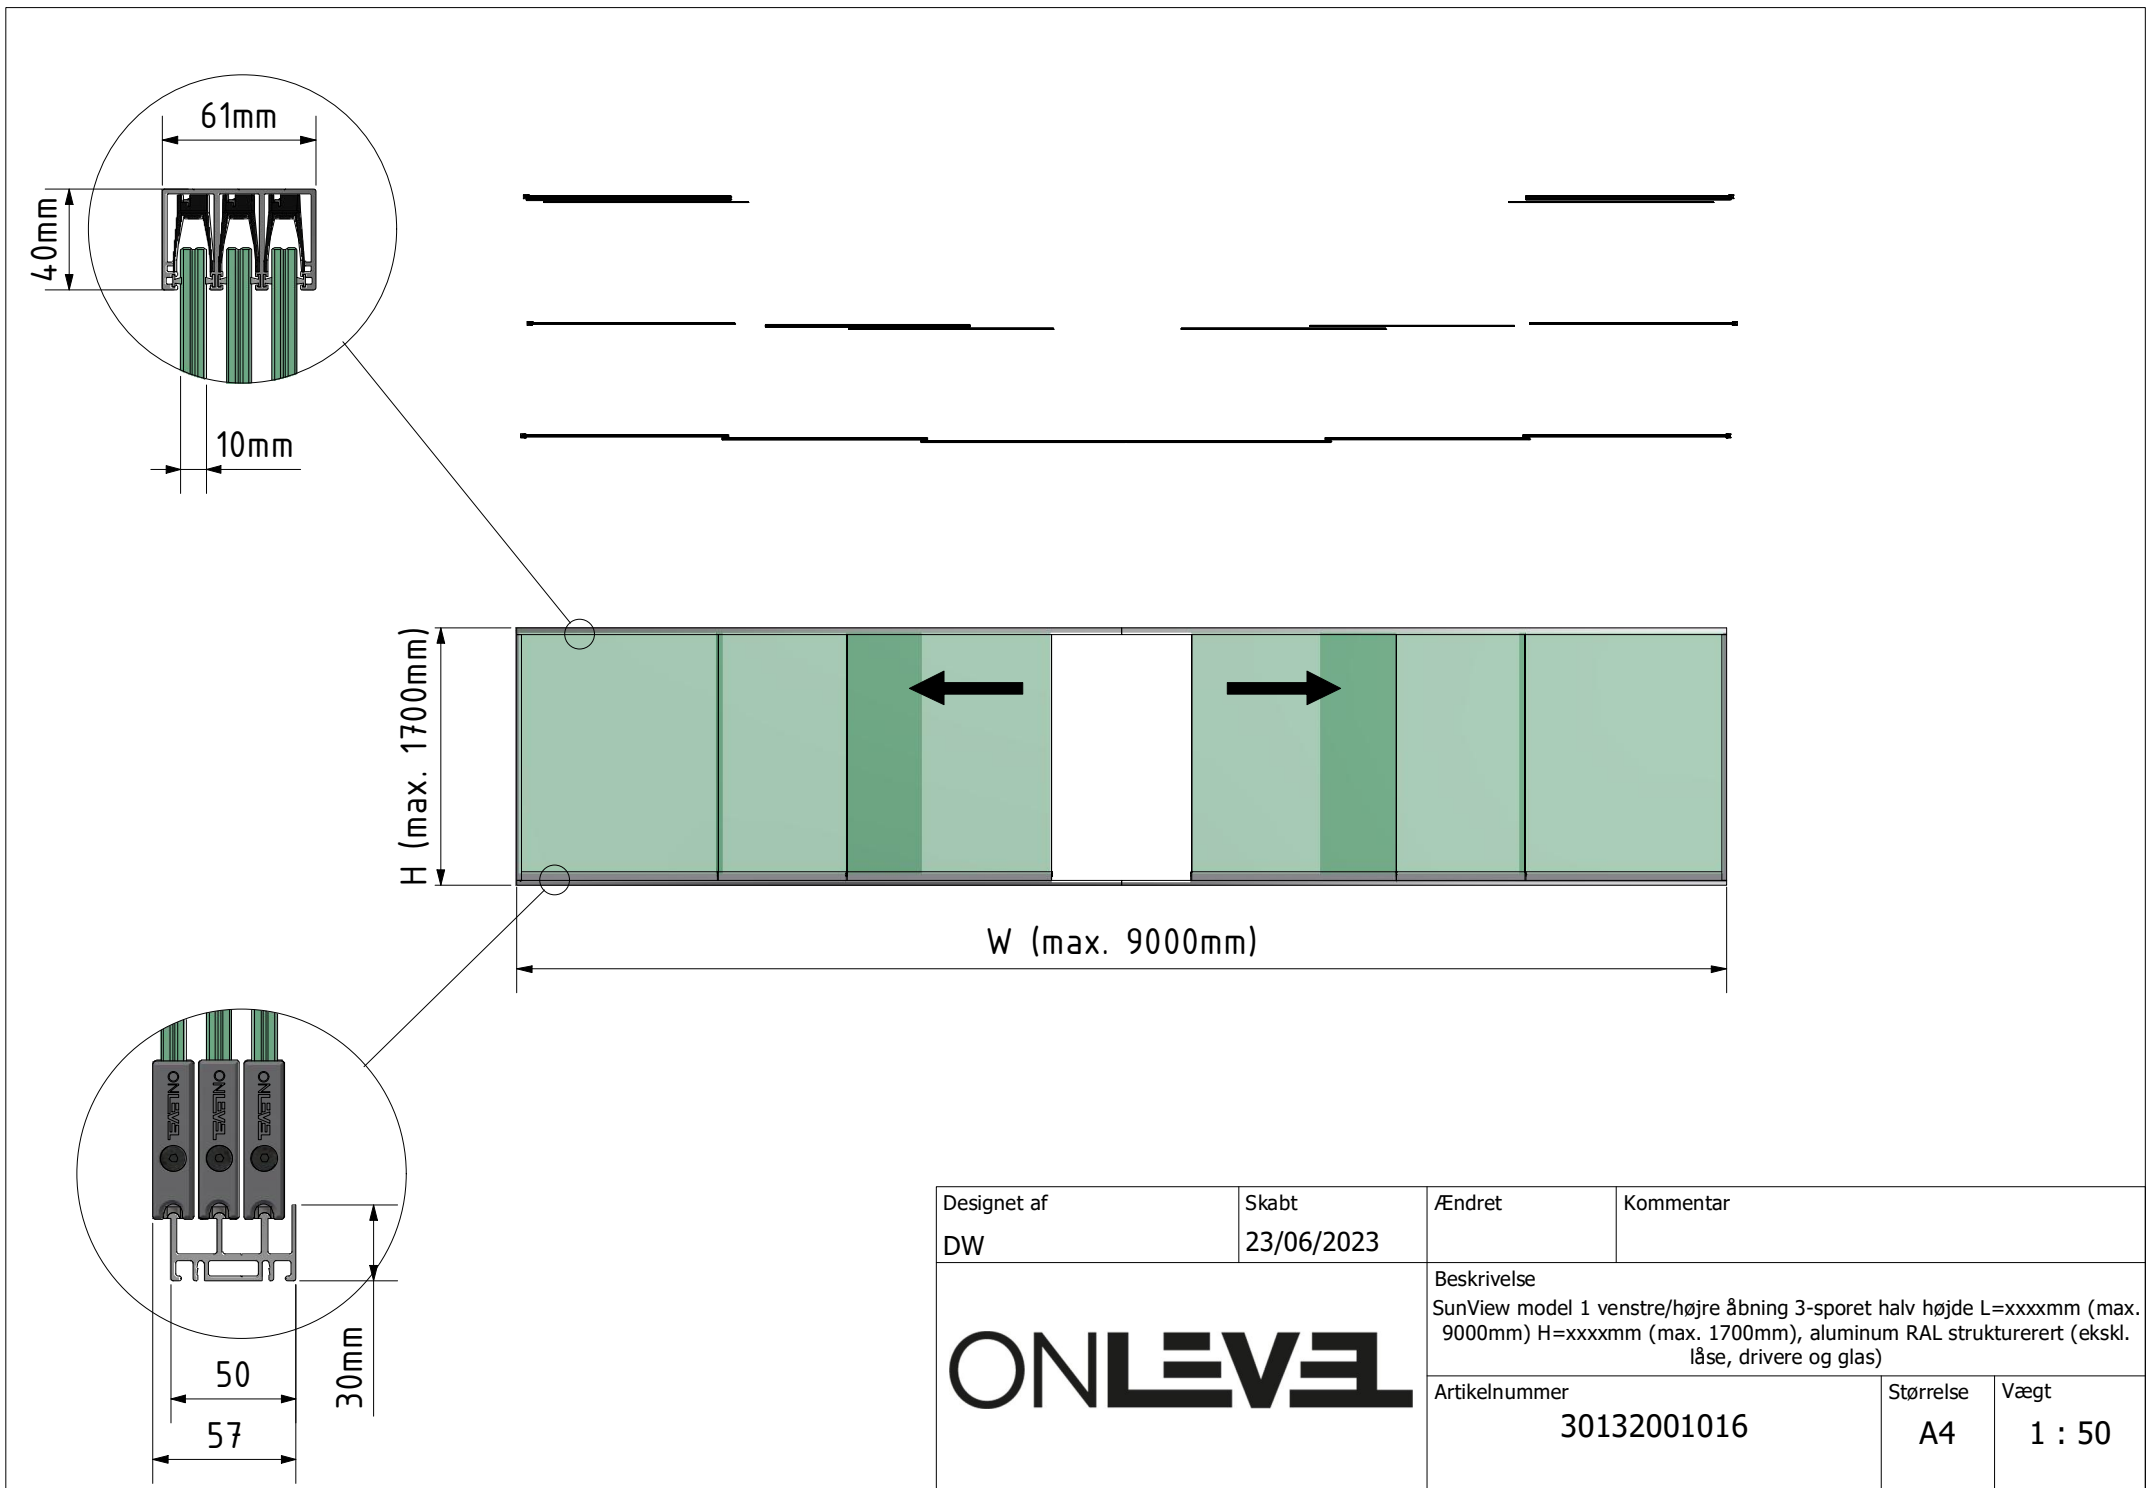 61mm
40mm
10mm
H (max. 1700mm)
W (max. 9000mm)
ONLEVEL
ONLEVEL
ONLEVEL
30mm
50
57
Designet af
DW
Skabt
23/06/2023
Ændret
Kommentar
ONLEVEL
Beskrivelse
SunView model 1 venstre/højre åbning 3-sporet halv højde L=xxxxmm (max.
9000mm) H=xxxxmm (max. 1700mm), aluminum RAL strukturerert (ekskl.
låse, drivere og glas)
Artikelnummer
30132001016
Størrelse
A4
Vægt
1 : 50